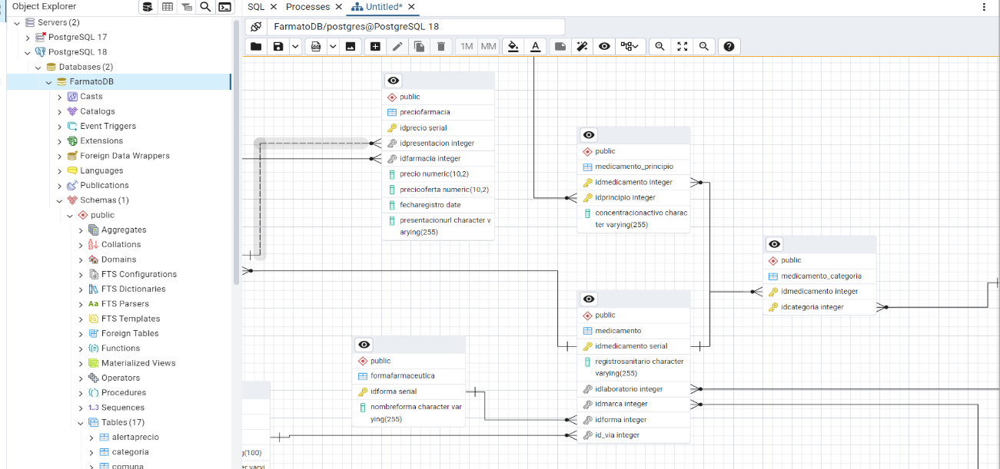 Object Explorer
SQL
Processes
Untitled*
FarmatoDB/postgres@PostgreSQL 18
SQL
1M
MM
Servers (2)
PostgreSQL 17
PostgreSQL 18
Databases (2)
FarmatoDB
Casts
Catalogs
Event Triggers
Extensions
Foreign Data Wrappers
Languages
Publications
Schemas (1)
public
Aggregates
Collations
Domains
FTS Configurations
FTS Dictionaries
Aa FTS Parsers
FTS Templates
Foreign Tables
Functions
Materialized Views
Operators
Procedures
1..3 Sequences
Tables (17)
alertaprecio
categoria
comuna
public
preciofarmacia
idprecio serial
idpresentacion integer
idfarmacia integer
precio numeric(10,2)
preciooferta numeric(10,2)
fecharegistro date
presentacionurl character v
arying(255)
public
medicamento_principio
idmedicamento integer
idprincipio integer
concentracionactivo charac
ter varying(255)
public
medicamento_categoria
idmedicamento integer
idcategoria integer
public
medicamento
idmedicamento serial
registrosanitario character
varying(255)
idlaboratorio integer
idmarca integer
idforma integer
id_via integer
public
formafarmaceutica
idforma serial
nombreforma character var
ying(255)
g(100)
er varyi